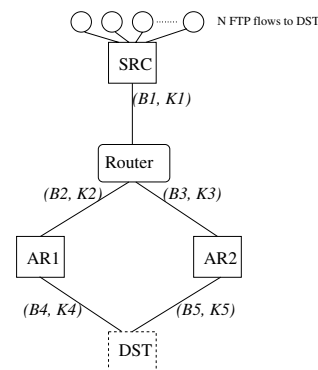 N FTP flows to DST
SRC
(B1, K1)
Router
(B2, K2)
(B3, K3)
AR1
AR2
(B4, K4)
(B5, K5)
DST